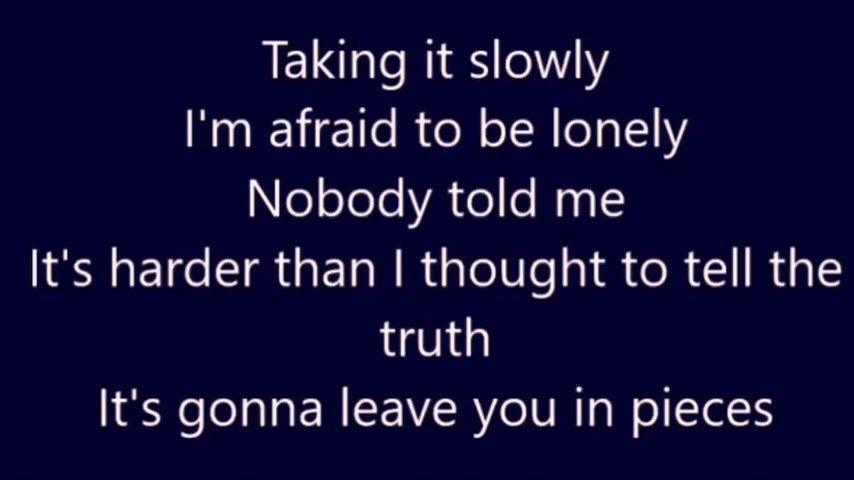 Taking it slowly
I'm afraid to be lonely
Nobody told me
It's harder than I thought to tell the
truth
It's gonna leave you in pieces